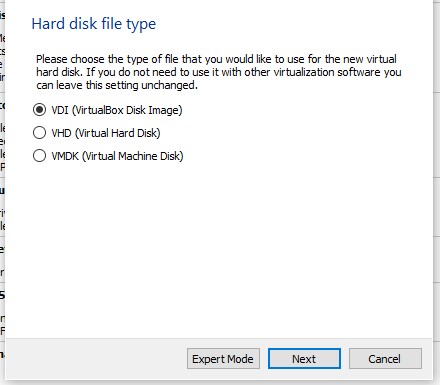 Hard disk file type
Please choose the type of file that you would like to use for the new virtual
hard disk. If you do not need to use it with other virtualization software you
can leave this setting unchanged.
VDI (VirtualBox Disk Image)
VHD (Virtual Hard Disk)
VMDK (Virtual Machine Disk)
Expert Mode
Next
Cancel